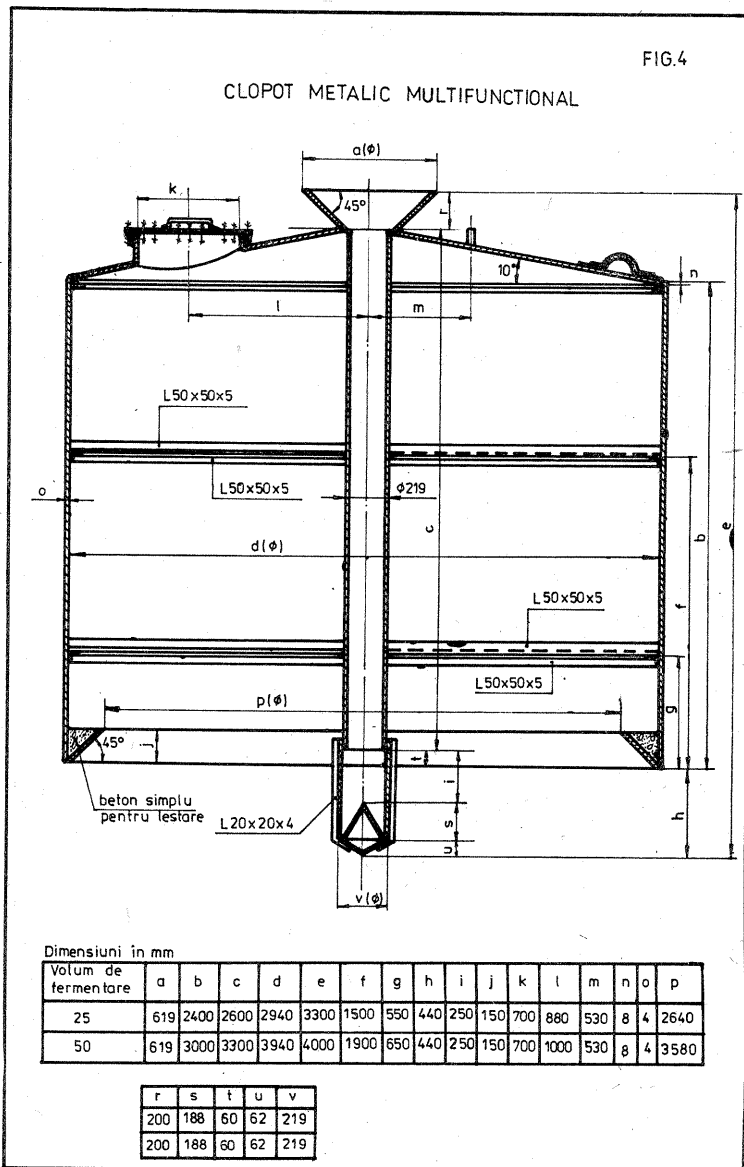 FIG.4
CLOPOT METALIC MULTIFUNCTIONAL
a(ϕ)
k
45°
r
n
10°
l
m
L50x50x5
L50x50x5
o
ϕ219
c
b
e
d(ϕ)
f
L50x50x5
L50x50x5
p(ϕ)
g
45°
j
t
i
beton simplu
pentru lestare
L20x20x4
s
h
u
v(ϕ)
Dimensiuni în mm
Volum de fermentare a b c d e f g h i j k l m n o p
25 619 2400 2600 2940 3300 1500 550 440 250 150 700 880 530 8 4 2640
50 619 3000 3300 3940 4000 1900 650 440 250 150 700 1000 530 8 4 3580
r s t u v
200 188 60 62 219
200 188 60 62 219